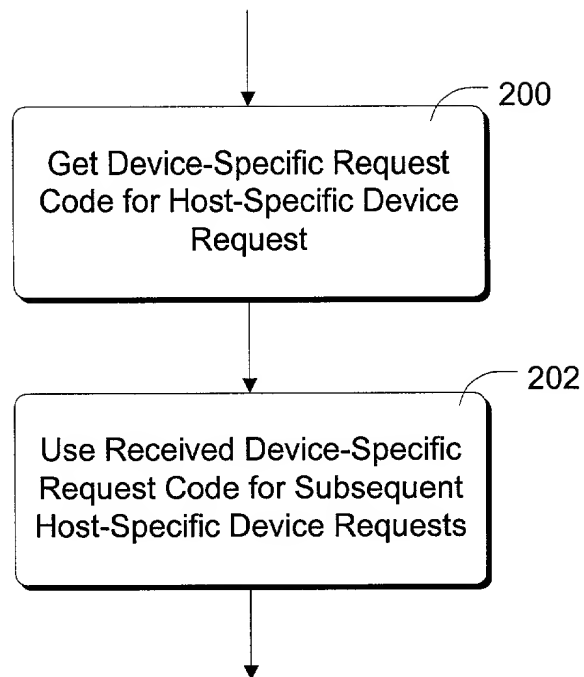 200
Get Device-Specific Request
Code for Host-Specific Device
Request
202
Use Received Device-Specific
Request Code for Subsequent
Host-Specific Device Requests